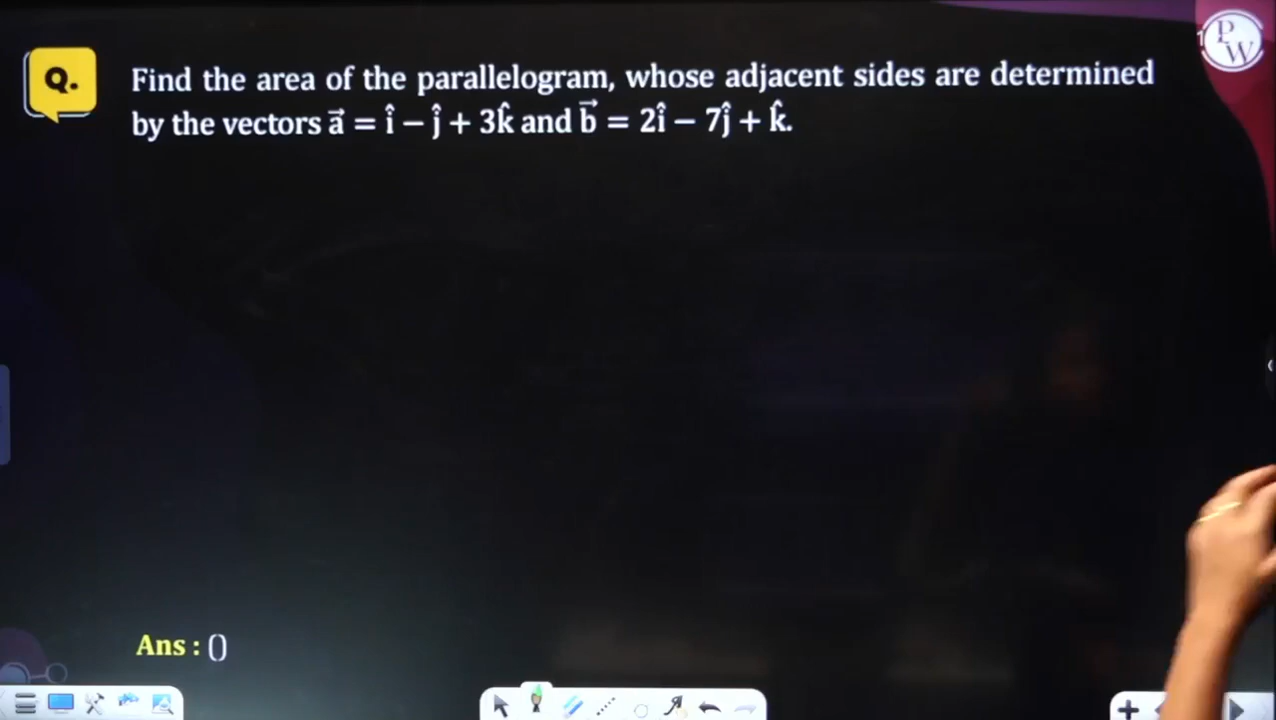 Q.
Find the area of the parallelogram, whose adjacent sides are determined
by the vectors a⃗ = î − ĵ + 3k̂ and b⃗ = 2î − 7ĵ + k̂.
Ans : ()
PW